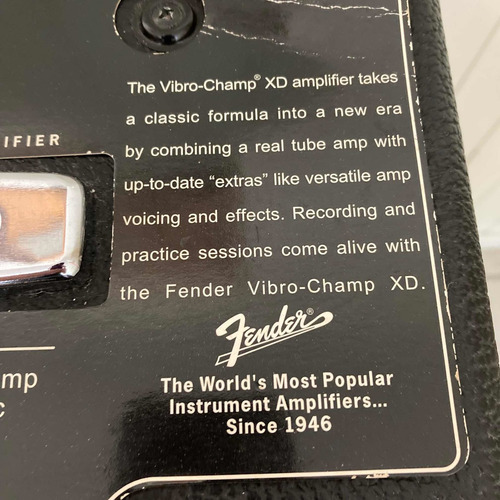 The Vibro-Champ® XD amplifier takes
a classic formula into a new era
by combining a real tube amp with
up-to-date “extras” like versatile amp
voicing and effects. Recording and
practice sessions come alive with
the Fender Vibro-Champ XD.
Fender®
The World's Most Popular
Instrument Amplifiers...
Since 1946
IFIER
mp
c